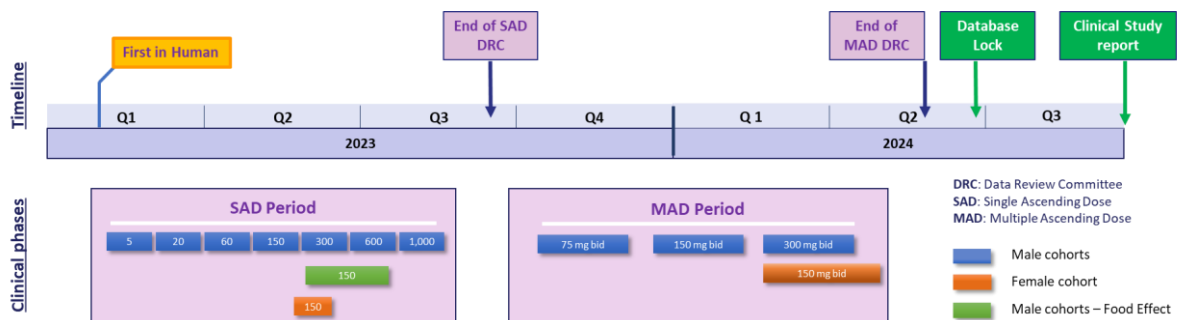 First in Human
End of SAD
DRC
End of
MAD DRC
Database
Lock
Clinical Study
report
Timeline
Q1
Q2
Q3
Q4
Q 1
Q2
Q3
2023
2024
Clinical phases
SAD Period
5
20
60
150
300
600
1,000
150
150
MAD Period
75 mg bid
150 mg bid
300 mg bid
150 mg bid
DRC: Data Review Committee
SAD: Single Ascending Dose
MAD: Multiple Ascending Dose
Male cohorts
Female cohort
Male cohorts – Food Effect